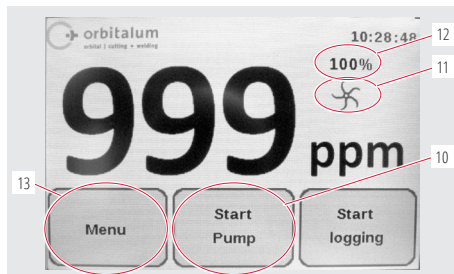 orbitalum
orbital | cutting + welding
10:28:48
12
100%
11
999
ppm
10
13
Menu
Start
Pump
Start
logging